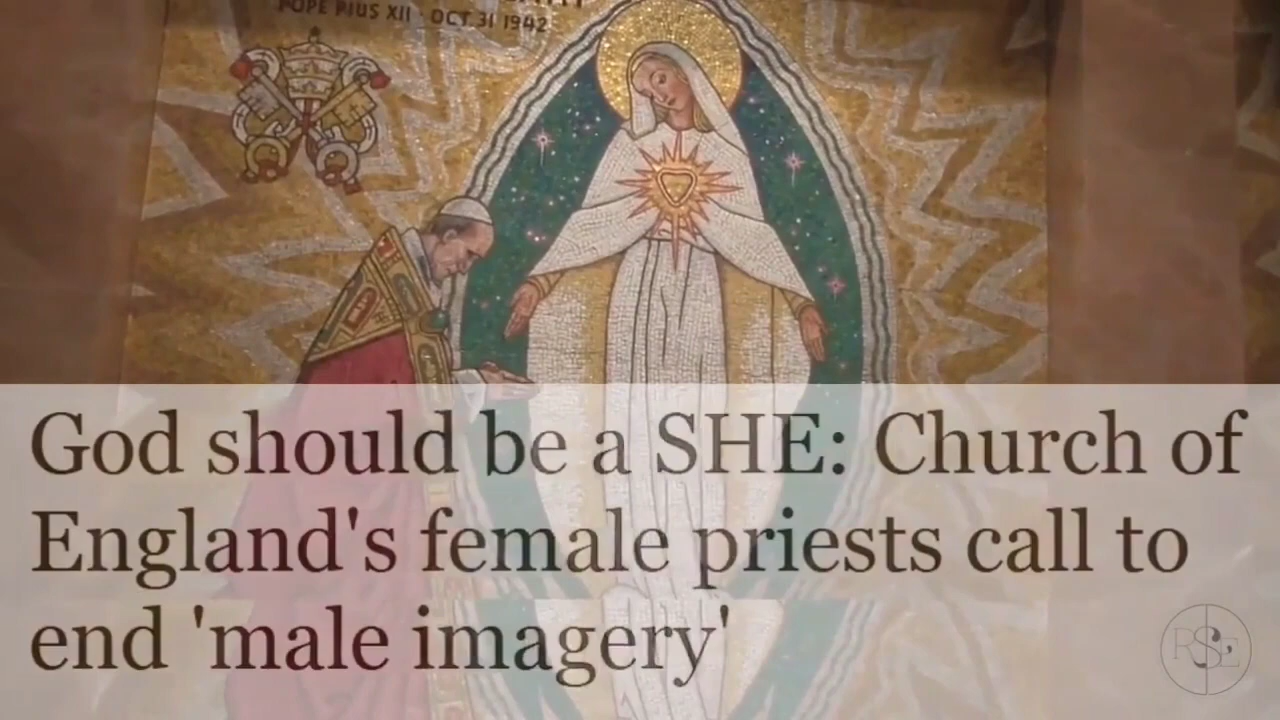 POPE PIUS XII - OCT 31 1942
God should be a SHE: Church of
England's female priests call to
end 'male imagery'
RSE